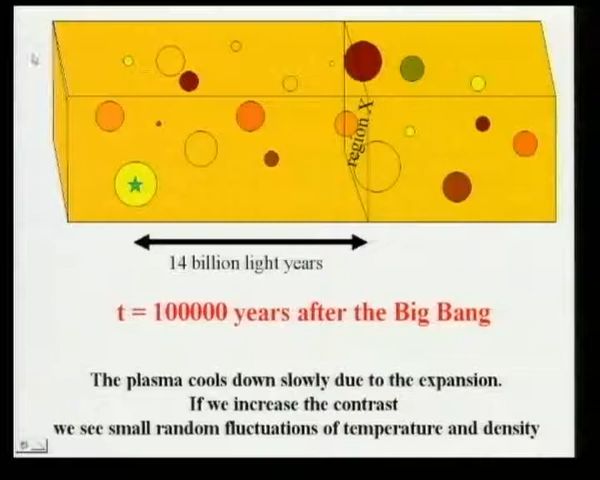 region X
14 billion light years
t = 100000 years after the Big Bang
The plasma cools down slowly due to the expansion.
If we increase the contrast
we see small random fluctuations of temperature and density